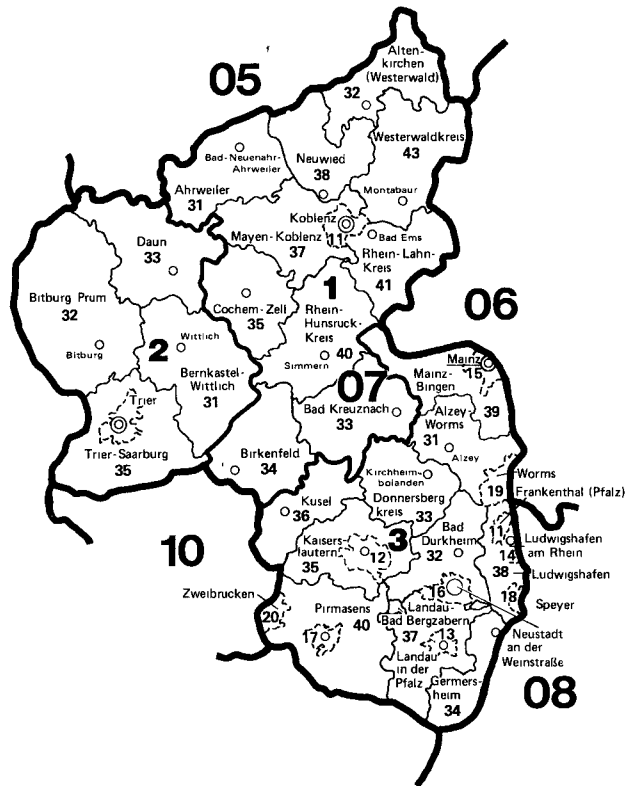 05
Alten-
kirchen
(Westerwald)
32
Westerwaldkreis
43
Montabaur
Bad-Neuenahr-
Ahrweiler
Neuwied
38
Ahrweiler
31
Koblenz
11
Mayen-Koblenz
37
Bad Ems
Rhein-Lahn-
Kreis
41
Daun
33
Cochem-Zell
35
1
Rhein-
Hunsruck-
Kreis
40
Simmern
06
Bitburg Prum
32
Bitburg
2
Wittlich
Bernkastel-
Wittlich
31
Trier
Trier-Saarburg
35
07
Mainz
15
Mainz-
Bingen
39
Bad Kreuznach
33
Alzey
Worms
31
Alzey
Birkenfeld
34
Kirchheim-
bolanden
Donnersberg
kreis
33
Worms
19
Frankenthal (Pfalz)
11
Kusel
36
10
Kaisers-
lautern
35
12
3
Bad
Durkheim
32
Ludwigshafen
am Rhein
14
38
Ludwigshafen
18
Speyer
Zweibrucken
20
Pirmasens
40
17
16
Landau-
Bad Bergzabern
37
13
Landau
in der
Pfalz
Neustadt
an der
Weinstraße
Germers-
heim
34
08